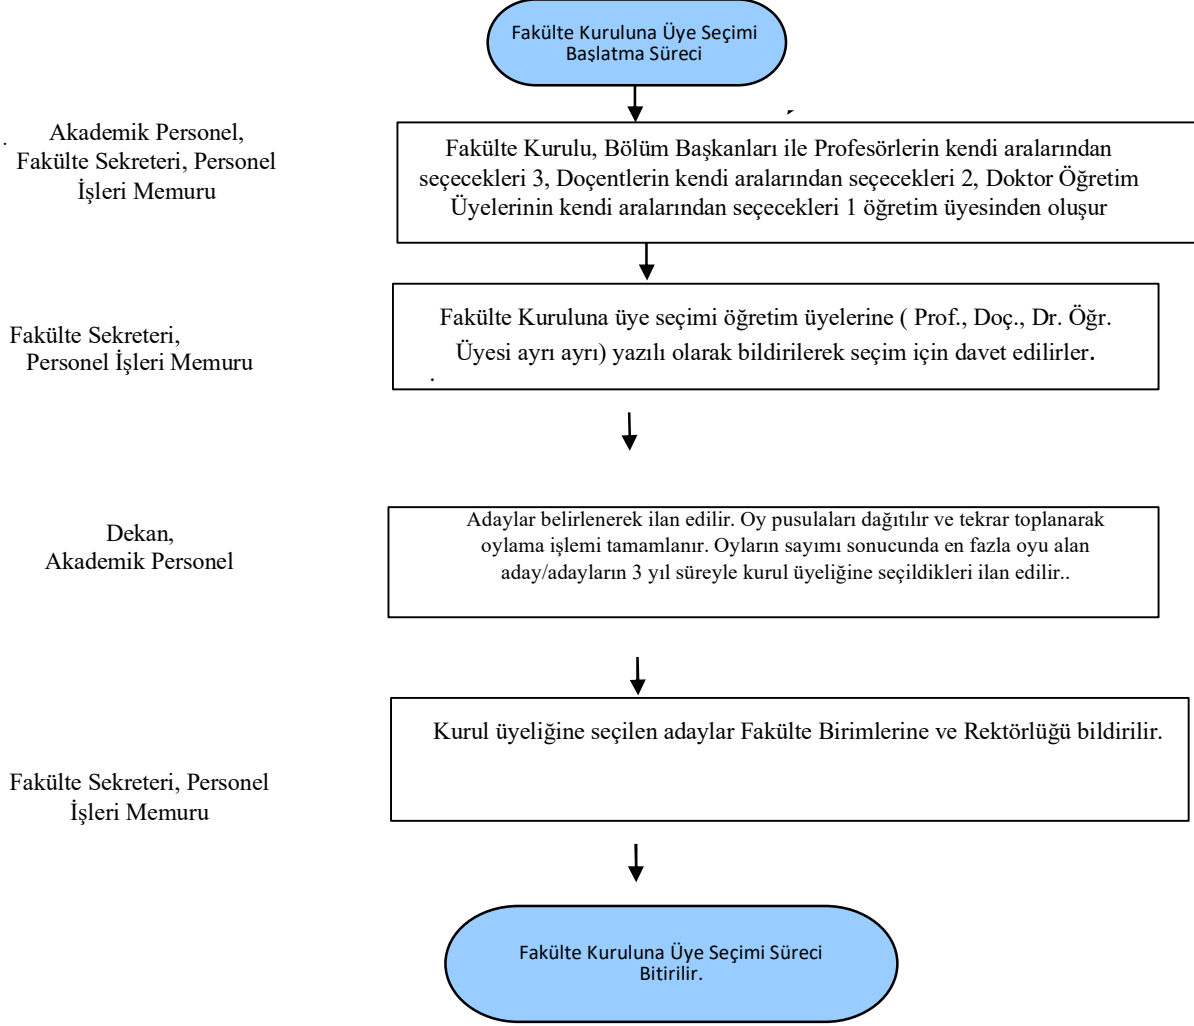 Fakülte Kuruluna Üye Seçimi
Başlatma Süreci
Akademik Personel,
Fakülte Sekreteri, Personel
İşleri Memuru
Fakülte Kurulu, Bölüm Başkanları ile Profesörlerin kendi aralarından
seçecekleri 3, Doçentlerin kendi aralarından seçecekleri 2, Doktor Öğretim
Üyelerinin kendi aralarından seçecekleri 1 öğretim üyesinden oluşur
Fakülte Sekreteri,
Personel İşleri Memuru
Fakülte Kuruluna üye seçimi öğretim üyelerine ( Prof., Doç., Dr. Öğr.
Üyesi ayrı ayrı) yazılı olarak bildirilerek seçim için davet edilirler.
Dekan,
Akademik Personel
Adaylar belirlenerek ilan edilir. Oy pusulaları dağıtılır ve tekrar toplanarak
oylama işlemi tamamlanır. Oyların sayımı sonucunda en fazla oyu alan
aday/adayların 3 yıl süreyle kurul üyeliğine seçildikleri ilan edilir..
Kurul üyeliğine seçilen adaylar Fakülte Birimlerine ve Rektörlüğü bildirilir.
Fakülte Sekreteri, Personel
İşleri Memuru
Fakülte Kuruluna Üye Seçimi Süreci
Bitirilir.